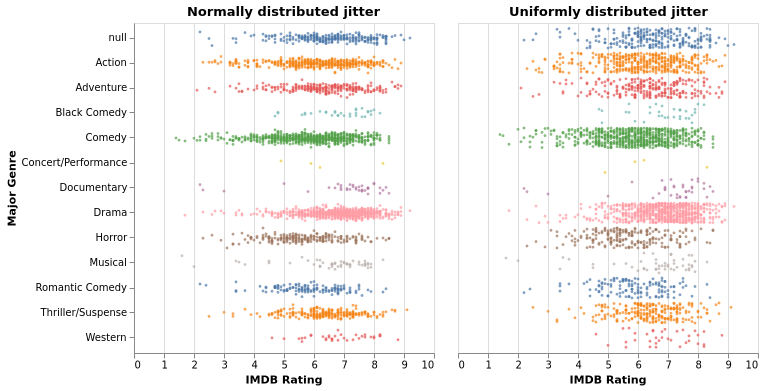 Normally distributed jitter
Uniformly distributed jitter
Major Genre
null
Action
Adventure
Black Comedy
Comedy
Concert/Performance
Documentary
Drama
Horror
Musical
Romantic Comedy
Thriller/Suspense
Western
0 1 2 3 4 5 6 7 8 9 10
0 1 2 3 4 5 6 7 8 9 10
IMDB Rating
IMDB Rating